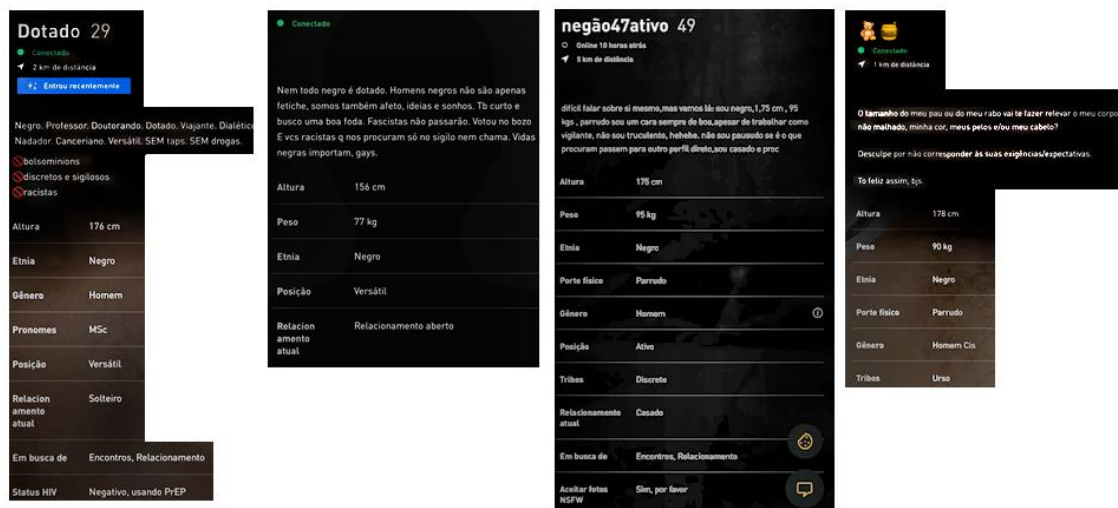 Dotado 29
Conectado
2 km de distância
Entrou recentemente
Negro. Professor. Doutorando. Dotado. Viajante. Dialétic
Nadador. Canceriano. Versátil. SEM taps. SEM drogas.
bolsominions
discretos e sigilosos
racistas
Altura 176 cm
Etnia Negro
Gênero Homem
Pronomes MSc
Posição Versátil
Relacion Solteiro
amento
atual
Em busca de Encontros, Relacionamento
Status HIV Negativo, usando PrEP
Conectado
Nem todo negro é dotado. Homens negros não são apenas
fetiche, somos também afeto, ideias e sonhos. Tb curto e
busco uma boa foda. Fascistas não passarão. Votou no bozo
E vcs racistas q nos procuram só no sigilo nem chama. Vidas
negras importam, gays.
Altura 156 cm
Peso 77 kg
Etnia Negro
Posição Versátil
Relacion Relacionamento aberto
amento
atual
negão47ativo 49
Online 10 horas atrás
5 km de distância
dificil falar sobre si mesmo,mas vamos lá: sou negro,1,75 cm , 95
kgs , parrudo sou um cara sempre de boa,apesar de trabalhar como
vigilante, não sou truculento, hehehe. não sou pausudo se é o que
procuram passem para outro perfil direto,sou casado e proc
Altura 175 cm
Peso 95 kg
Etnia Negro
Porte físico Parrudo
Gênero Homem
Posição Ativo
Tribos Discreto
Relacionamento Casado
atual
Em busca de Encontros, Relacionamento
Aceitar fotos Sim, por favor
NSFW
Conectado
1 km de distância
O tamanho do meu pau ou do meu rabo vai te fazer relevar o meu corpo
não malhado, minha cor, meus pelos e/ou meu cabelo?
Desculpe por não corresponder às suas exigências/expectativas.
To feliz assim, bjs.
Altura 178 cm
Peso 90 kg
Etnia Negro
Porte físico Parrudo
Gênero Homem Cis
Tribos Urso